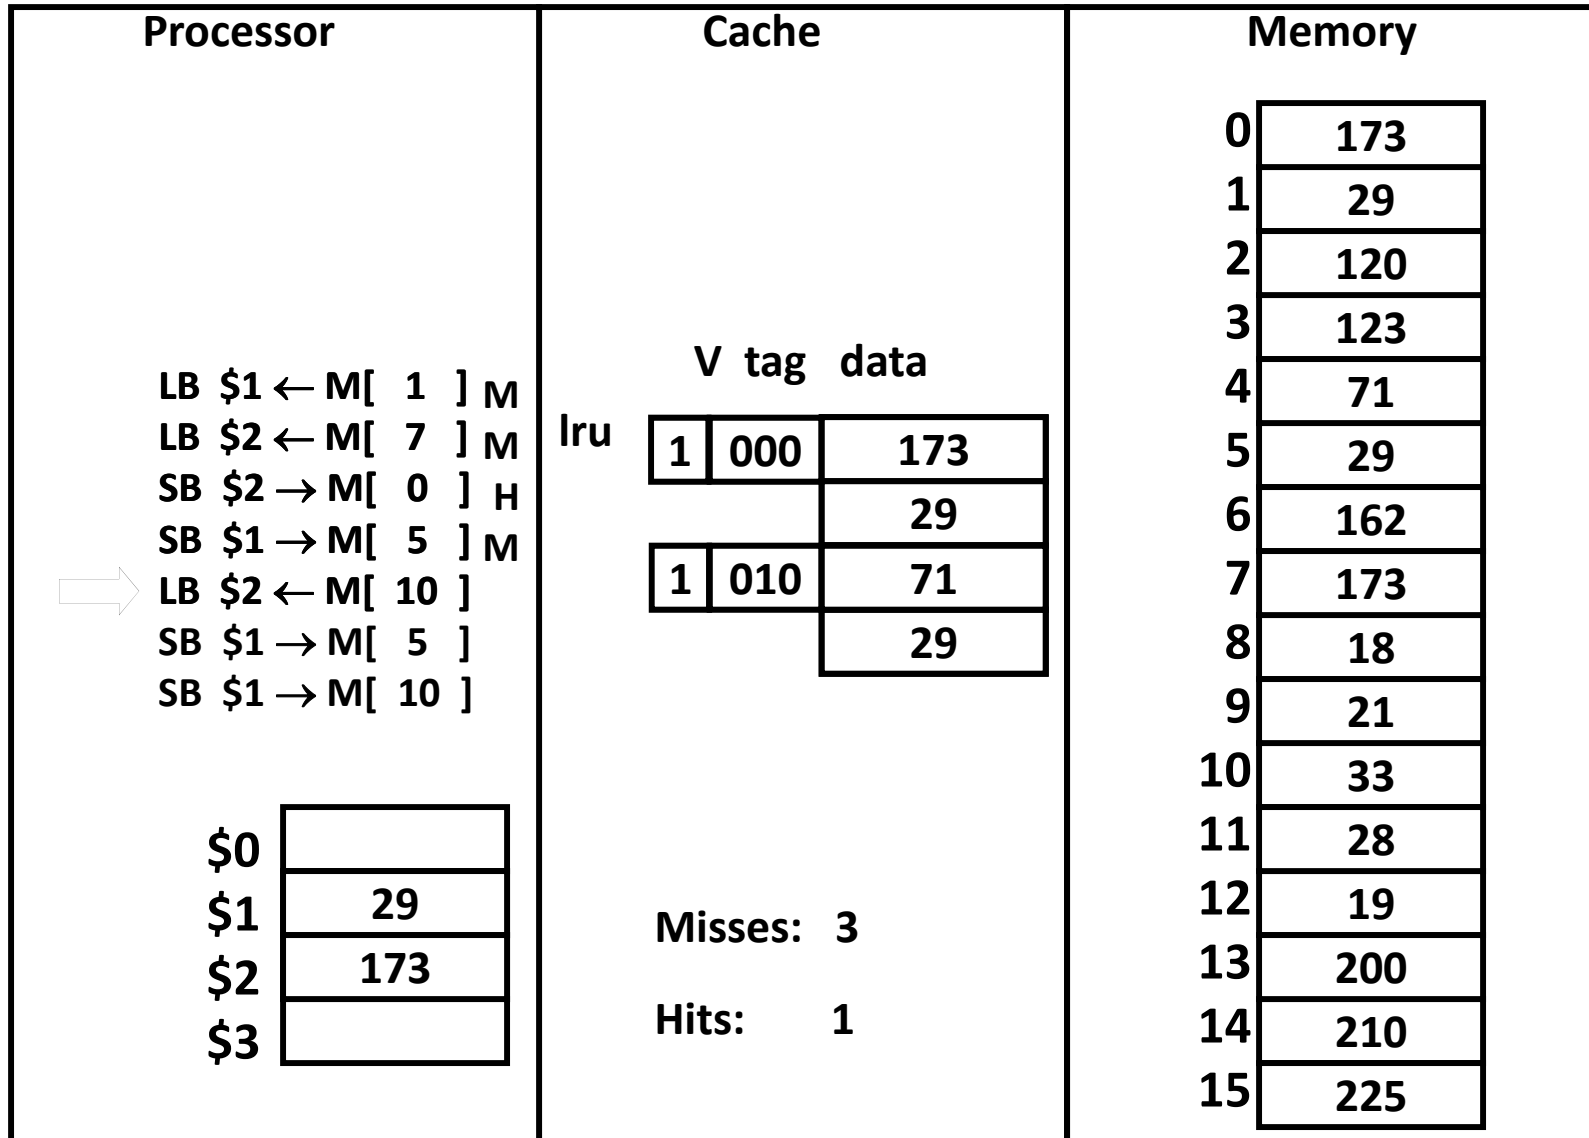 Processor
LB $1 ← M[ 1 ] M
LB $2 ← M[ 7 ] M
SB $2 → M[ 0 ] H
SB $1 → M[ 5 ] M
LB $2 ← M[ 10 ]
SB $1 → M[ 5 ]
SB $1 → M[ 10 ]
$0
$1 29
$2 173
$3
Cache
V tag data
lru 1 000 173
29
1 010 71
29
Misses: 3
Hits: 1
Memory
0 173
1 29
2 120
3 123
4 71
5 29
6 162
7 173
8 18
9 21
10 33
11 28
12 19
13 200
14 210
15 225